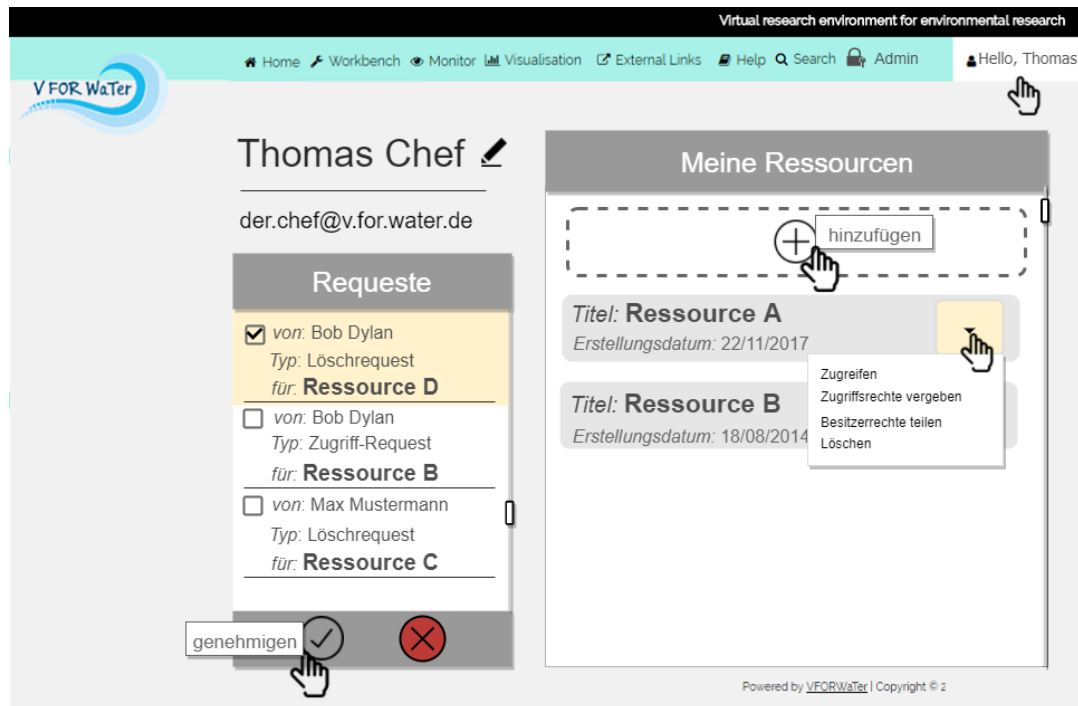 Virtual research environment for environmental research
V FOR WaTer
Home Workbench Monitor Visualisation External Links Help Search Admin Hello, Thomas
Thomas Chef
der.chef@v.for.water.de
Requeste
von: Bob Dylan
Typ: Löschrequest
für: Ressource D
von: Bob Dylan
Typ: Zugriff-Request
für: Ressource B
von: Max Mustermann
Typ: Löschrequest
für: Ressource C
genehmigen
Meine Ressourcen
hinzufügen
Titel: Ressource A
Erstellungsdatum: 22/11/2017
Zugreifen
Zugriffsrechte vergeben
Besitzerrechte teilen
Löschen
Titel: Ressource B
Erstellungsdatum: 18/08/2014
Powered by VFORWaTer | Copyright ©